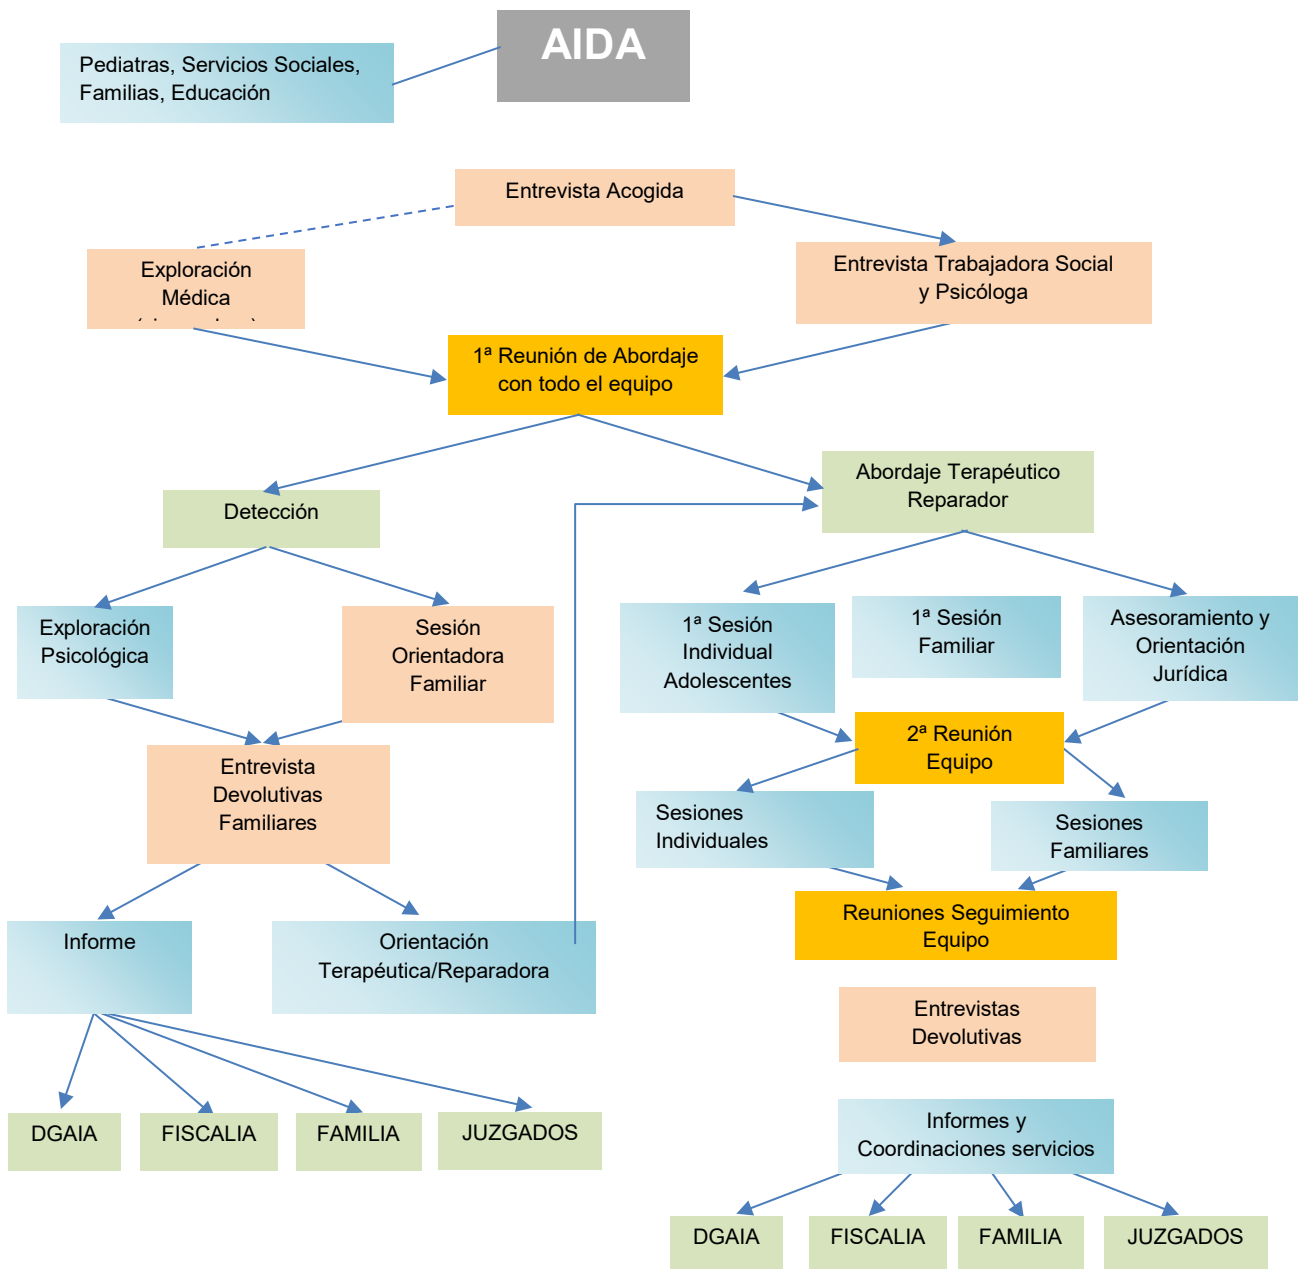 AIDA
Pediatras, Servicios Sociales,
Familias, Educación
Entrevista Acogida
Exploración
Médica
Entrevista Trabajadora Social
y Psicóloga
1ª Reunión de Abordaje
con todo el equipo
Detección
Abordaje Terapéutico
Reparador
Exploración
Psicológica
Sesión
Orientadora
Familiar
1ª Sesión
Individual
Adolescentes
1ª Sesión
Familiar
Asesoramiento y
Orientación
Jurídica
Entrevista
Devolutivas
Familiares
2ª Reunión
Equipo
Sesiones
Individuales
Sesiones
Familiares
Informe
Orientación
Terapéutica/Reparadora
Reuniones Seguimiento
Equipo
Entrevistas
Devolutivas
DGAIA
FISCALIA
FAMILIA
JUZGADOS
Informes y
Coordinaciones servicios
DGAIA
FISCALIA
FAMILIA
JUZGADOS